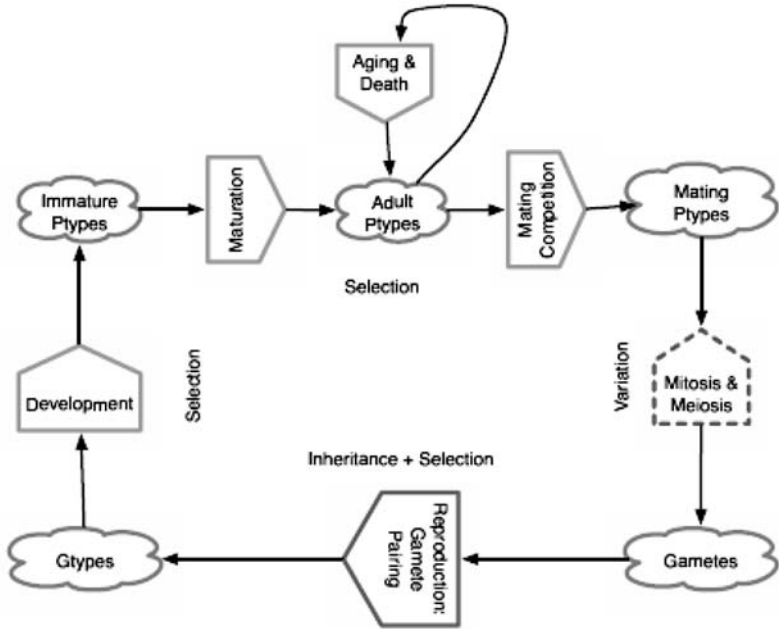 Aging &
Death
Immature
Ptypes
Maturation
Adult
Ptypes
Mating
Competition
Mating
Ptypes
Selection
Development
Selection
Variation
Mitosis &
Meiosis
Inheritance + Selection
Gtypes
Reproduction:
Gamete
Pairing
Gametes